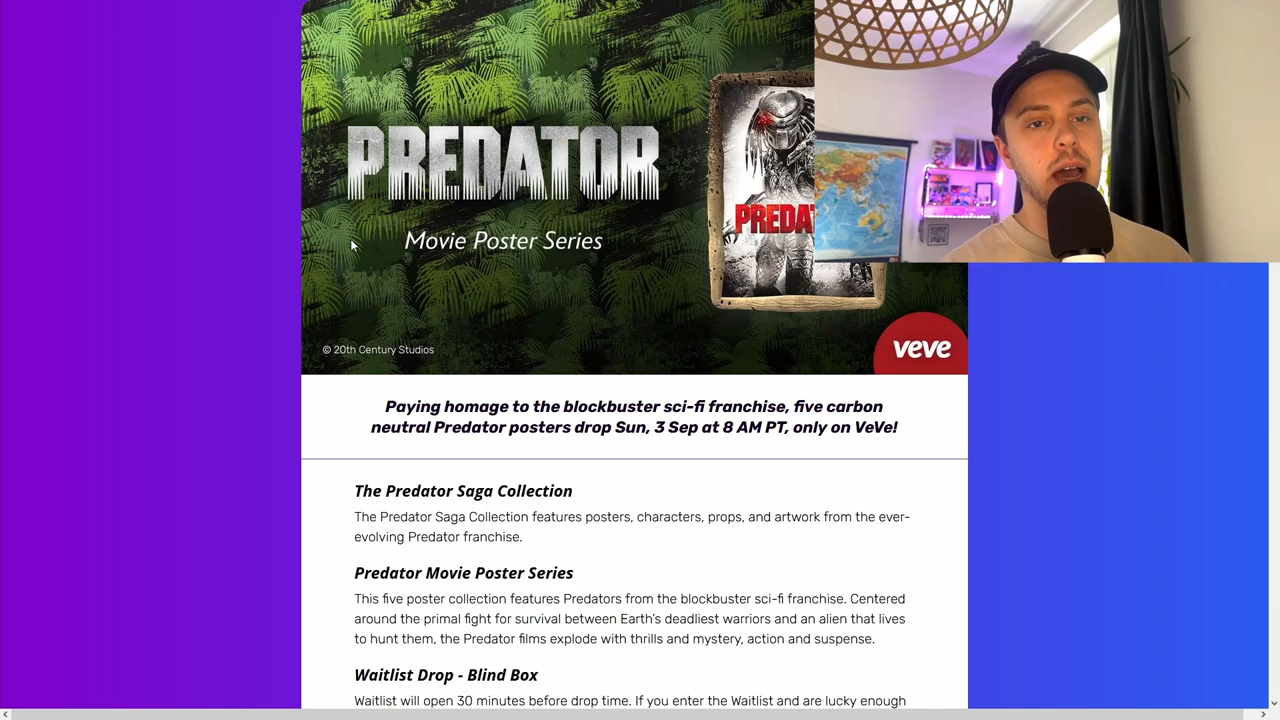 PREDATOR
Movie Poster Series
PREDA
© 20th Century Studios
veve
Paying homage to the blockbuster sci-fi franchise, five carbon
neutral Predator posters drop Sun, 3 Sep at 8 AM PT, only on VeVe!
The Predator Saga Collection
The Predator Saga Collection features posters, characters, props, and artwork from the ever-
evolving Predator franchise.
Predator Movie Poster Series
This five poster collection features Predators from the blockbuster sci-fi franchise. Centered
around the primal fight for survival between Earth's deadliest warriors and an alien that lives
to hunt them, the Predator films explode with thrills and mystery, action and suspense.
Waitlist Drop - Blind Box
Waitlist will open 30 minutes before drop time. If you enter the Waitlist and are lucky enough